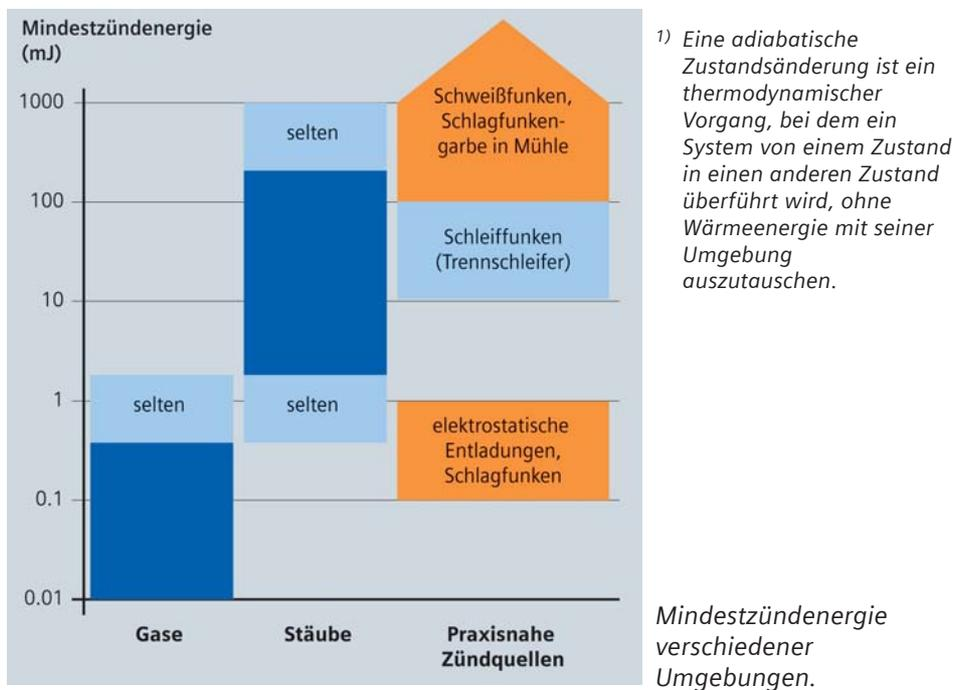 Mindestzündenergie
(mJ)
1000
100
10
1
0.1
0.01
selten
selten
selten
Schweißfunken,
Schlagfunken-
garbe in Mühle
Schleiffunken
(Trennschleifer)
elektrostatische
Entladungen,
Schlagfunken
Gase
Stäube
Praxisnahe
Zündquellen
1) Eine adiabatische
Zustandsänderung ist ein
thermodynamischer
Vorgang, bei dem ein
System von einem Zustand
in einen anderen Zustand
überführt wird, ohne
Wärmeenergie mit seiner
Umgebung
auszutauschen.
Mindestzündenergie
verschiedener
Umgebungen.